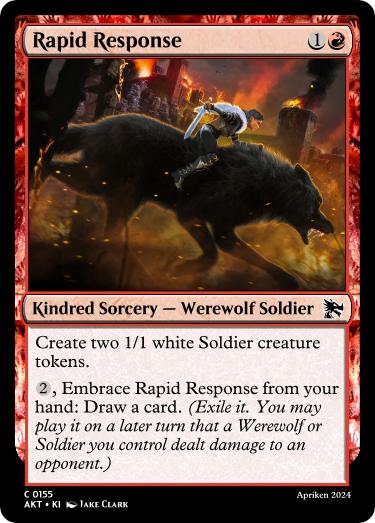 Rapid Response 1
Kindred Sorcery — Werewolf Soldier
Create two 1/1 white Soldier creature
tokens.
2, Embrace Rapid Response from your
hand: Draw a card. (Exile it. You may
play it on a later turn that a Werewolf or
Soldier you control dealt damage to an
opponent.)
C 0155
AKT • KI Jake Clark
Apriken 2024